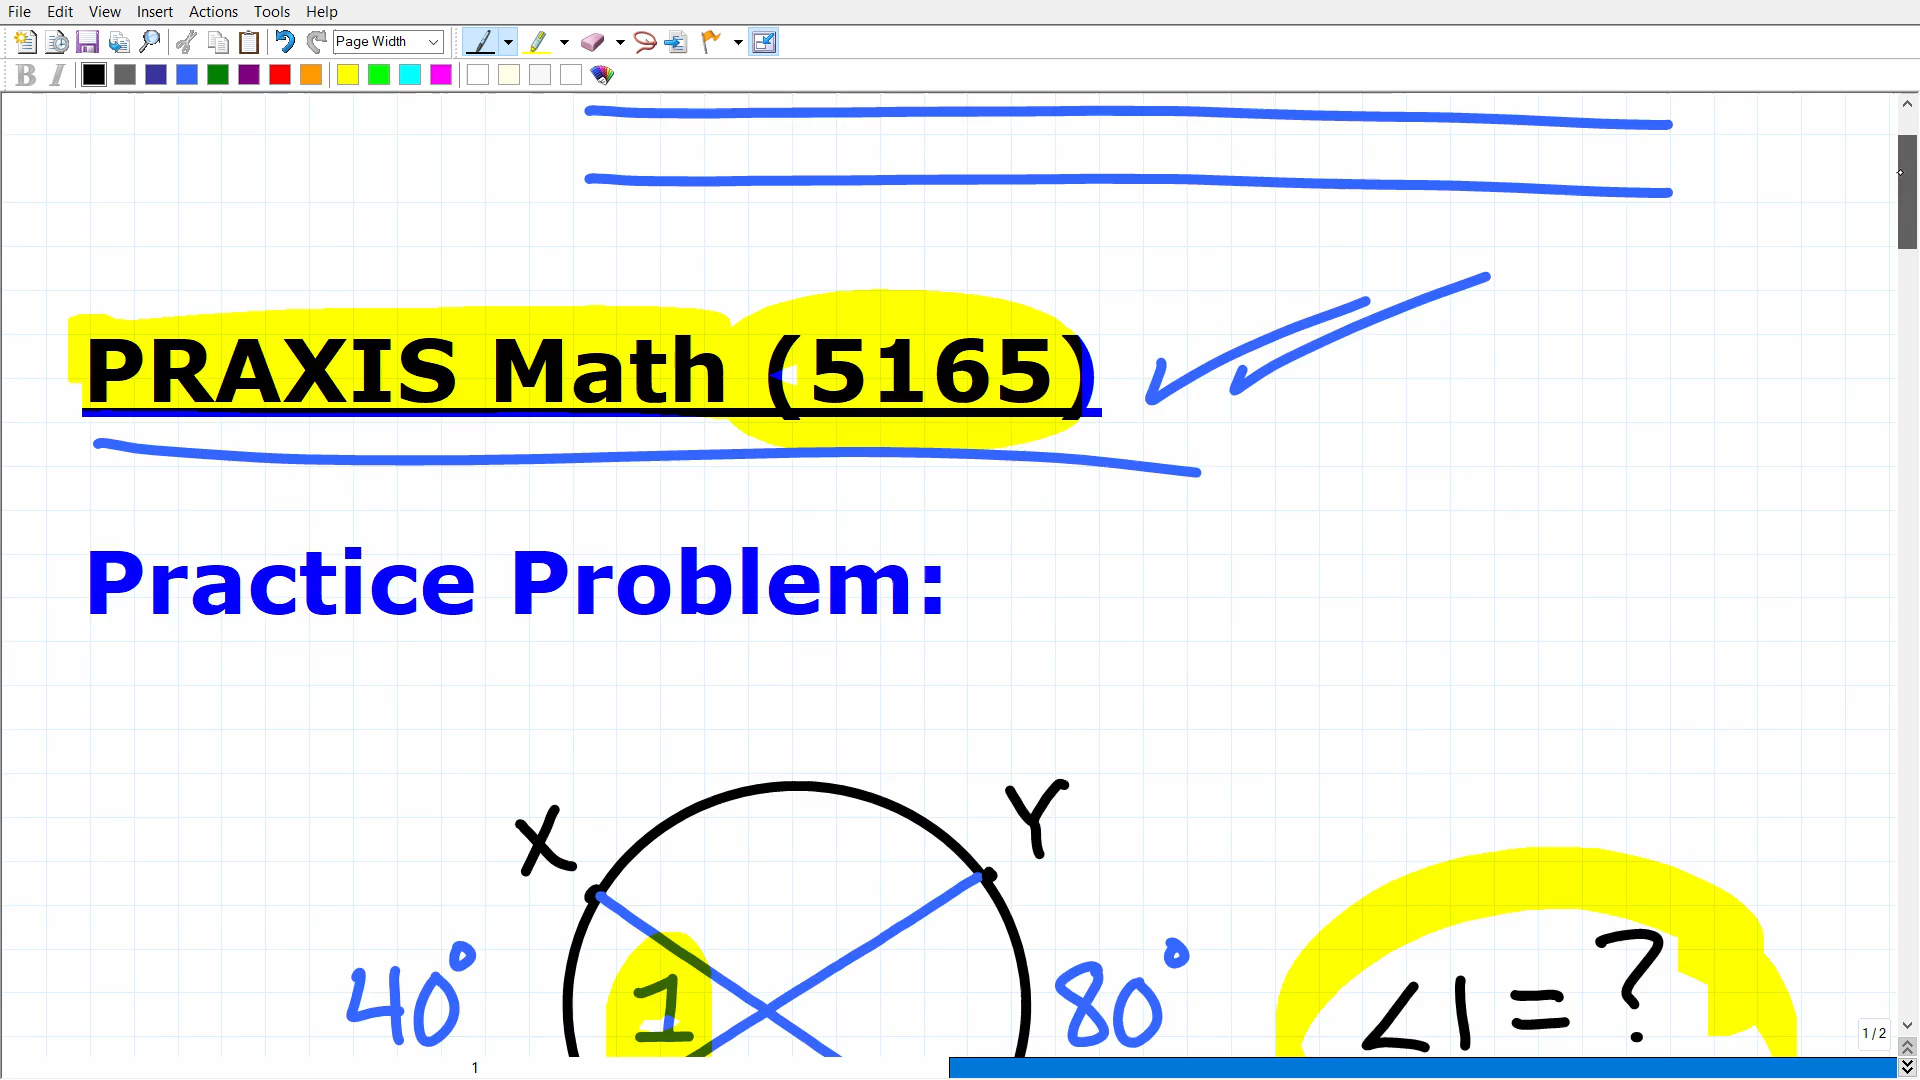 File Edit View Insert Actions Tools Help
Page Width
B I
PRAXIS Math (5165)
Practice Problem:
X Y
40° 1 80° ∠1 = ?
1 / 2
1